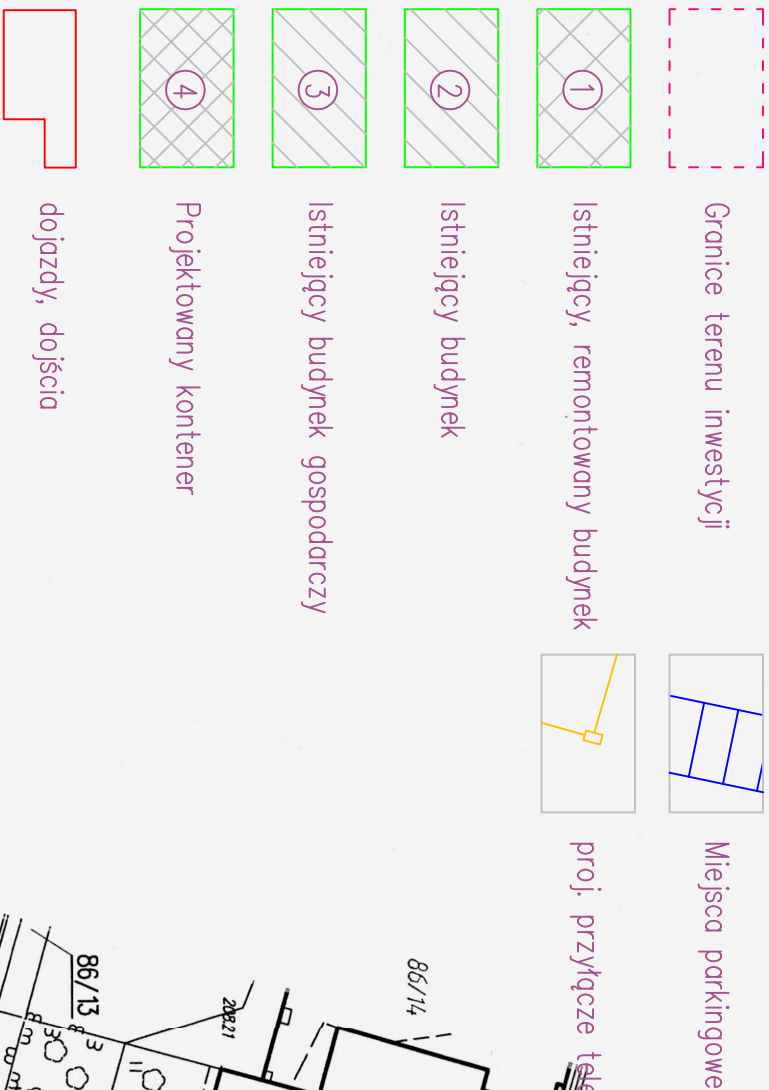 Granice terenu inwestycji
1
Istniejący, remontowany budynek
2
Istniejący budynek
3
Istniejący budynek gospodarczy
4
Projektowany kontener
dojazdy, dojścia
Miejsca parkingowe
proj. przyłącze tele
86/14
86/13